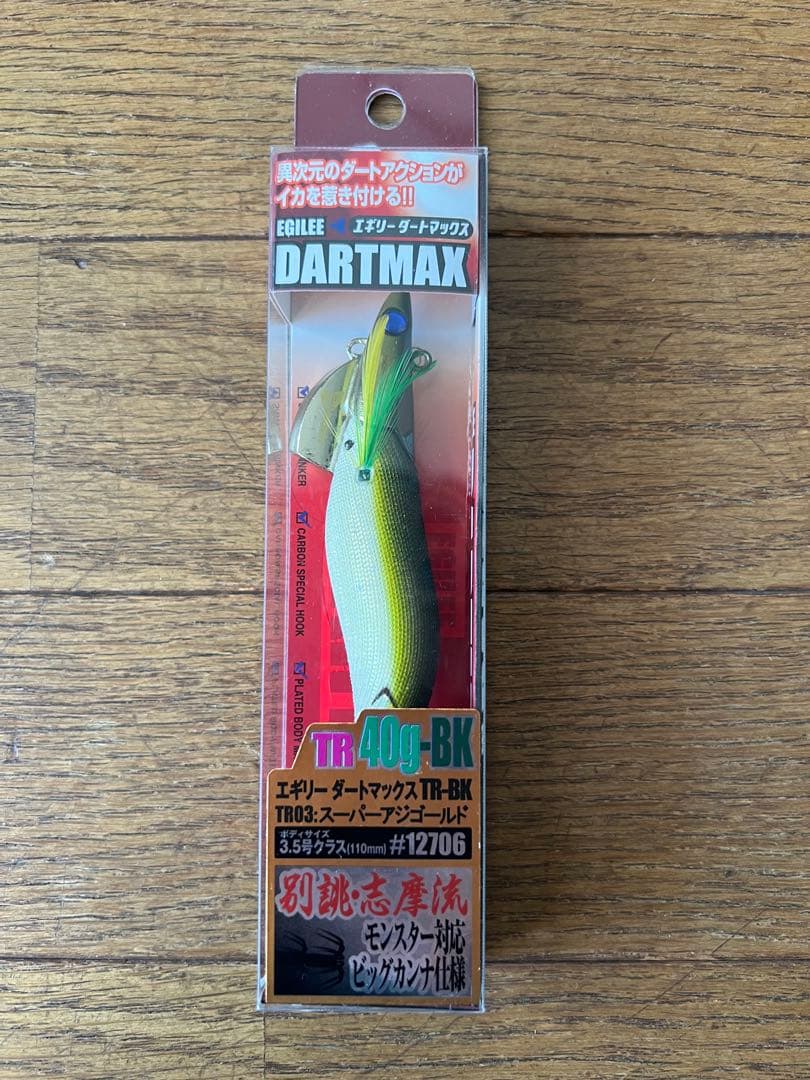 異次元のダートアクションが
イカを惹き付ける!!
EGILEE エギリーダートマックス
DARTMAX
INKER
CARBON SPECIAL HOOK
PLATED BODY
TR 40g-BK
エギリー ダートマックス TR-BK
TR03:スーパーアジゴールド
ボディサイズ
3.5号クラス(110mm) #12706
別誂・志摩流
モンスター対応
ビッグカンナ仕様